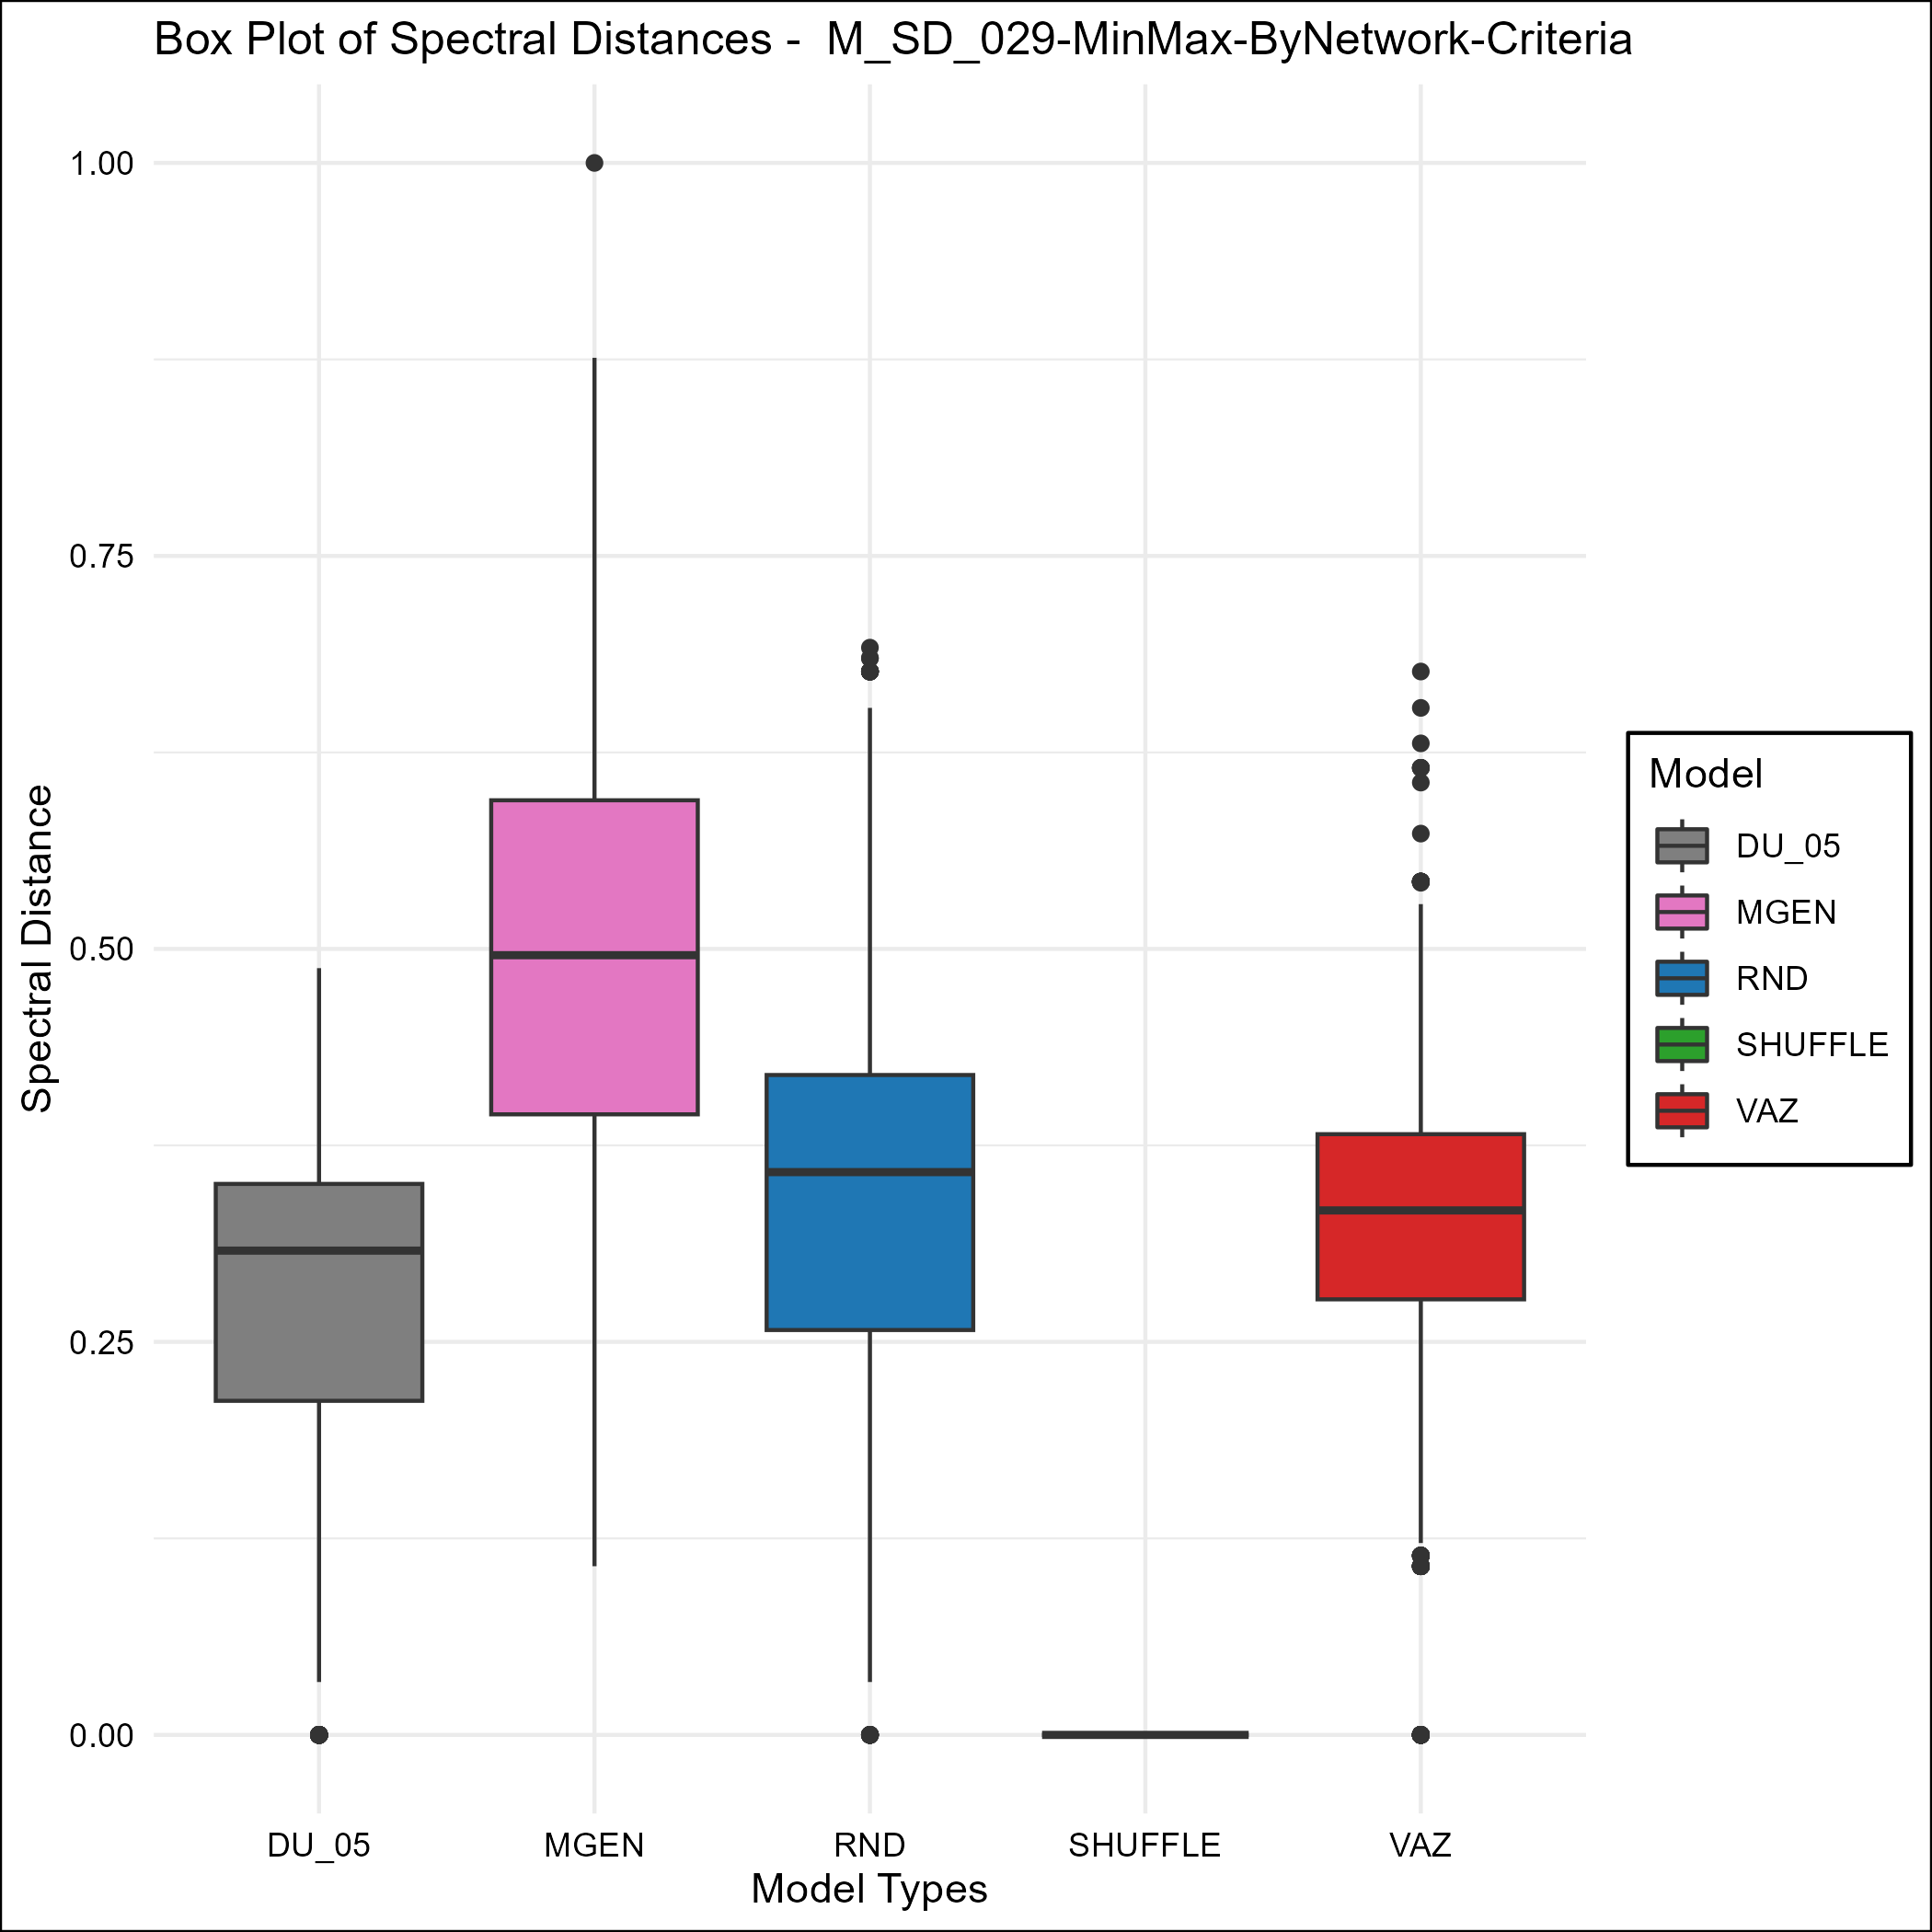 Box Plot of Spectral Distances -  M_SD_029-MinMax-ByNetwork-Criteria
1.00
0.75
0.50
0.25
0.00
Spectral Distance
DU_05
MGEN
RND
SHUFFLE
VAZ
Model Types
Model
DU_05
MGEN
RND
SHUFFLE
VAZ